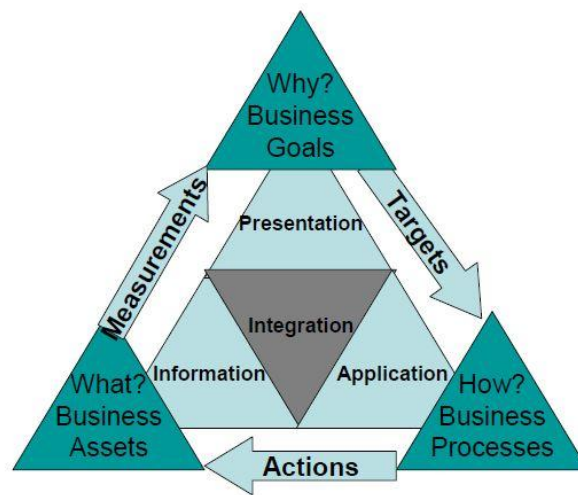 Why?
Business
Goals
Measurements
Targets
Presentation
Integration
Information
Application
What?
Business
Assets
How?
Business
Processes
Actions